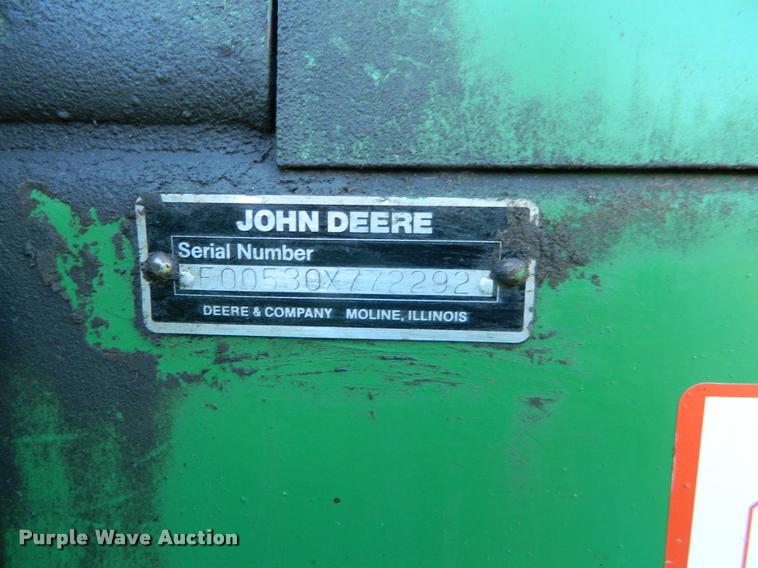 JOHN DEERE
Serial Number
E00530X772292
DEERE & COMPANY MOLINE, ILLINOIS
Purple Wave Auction